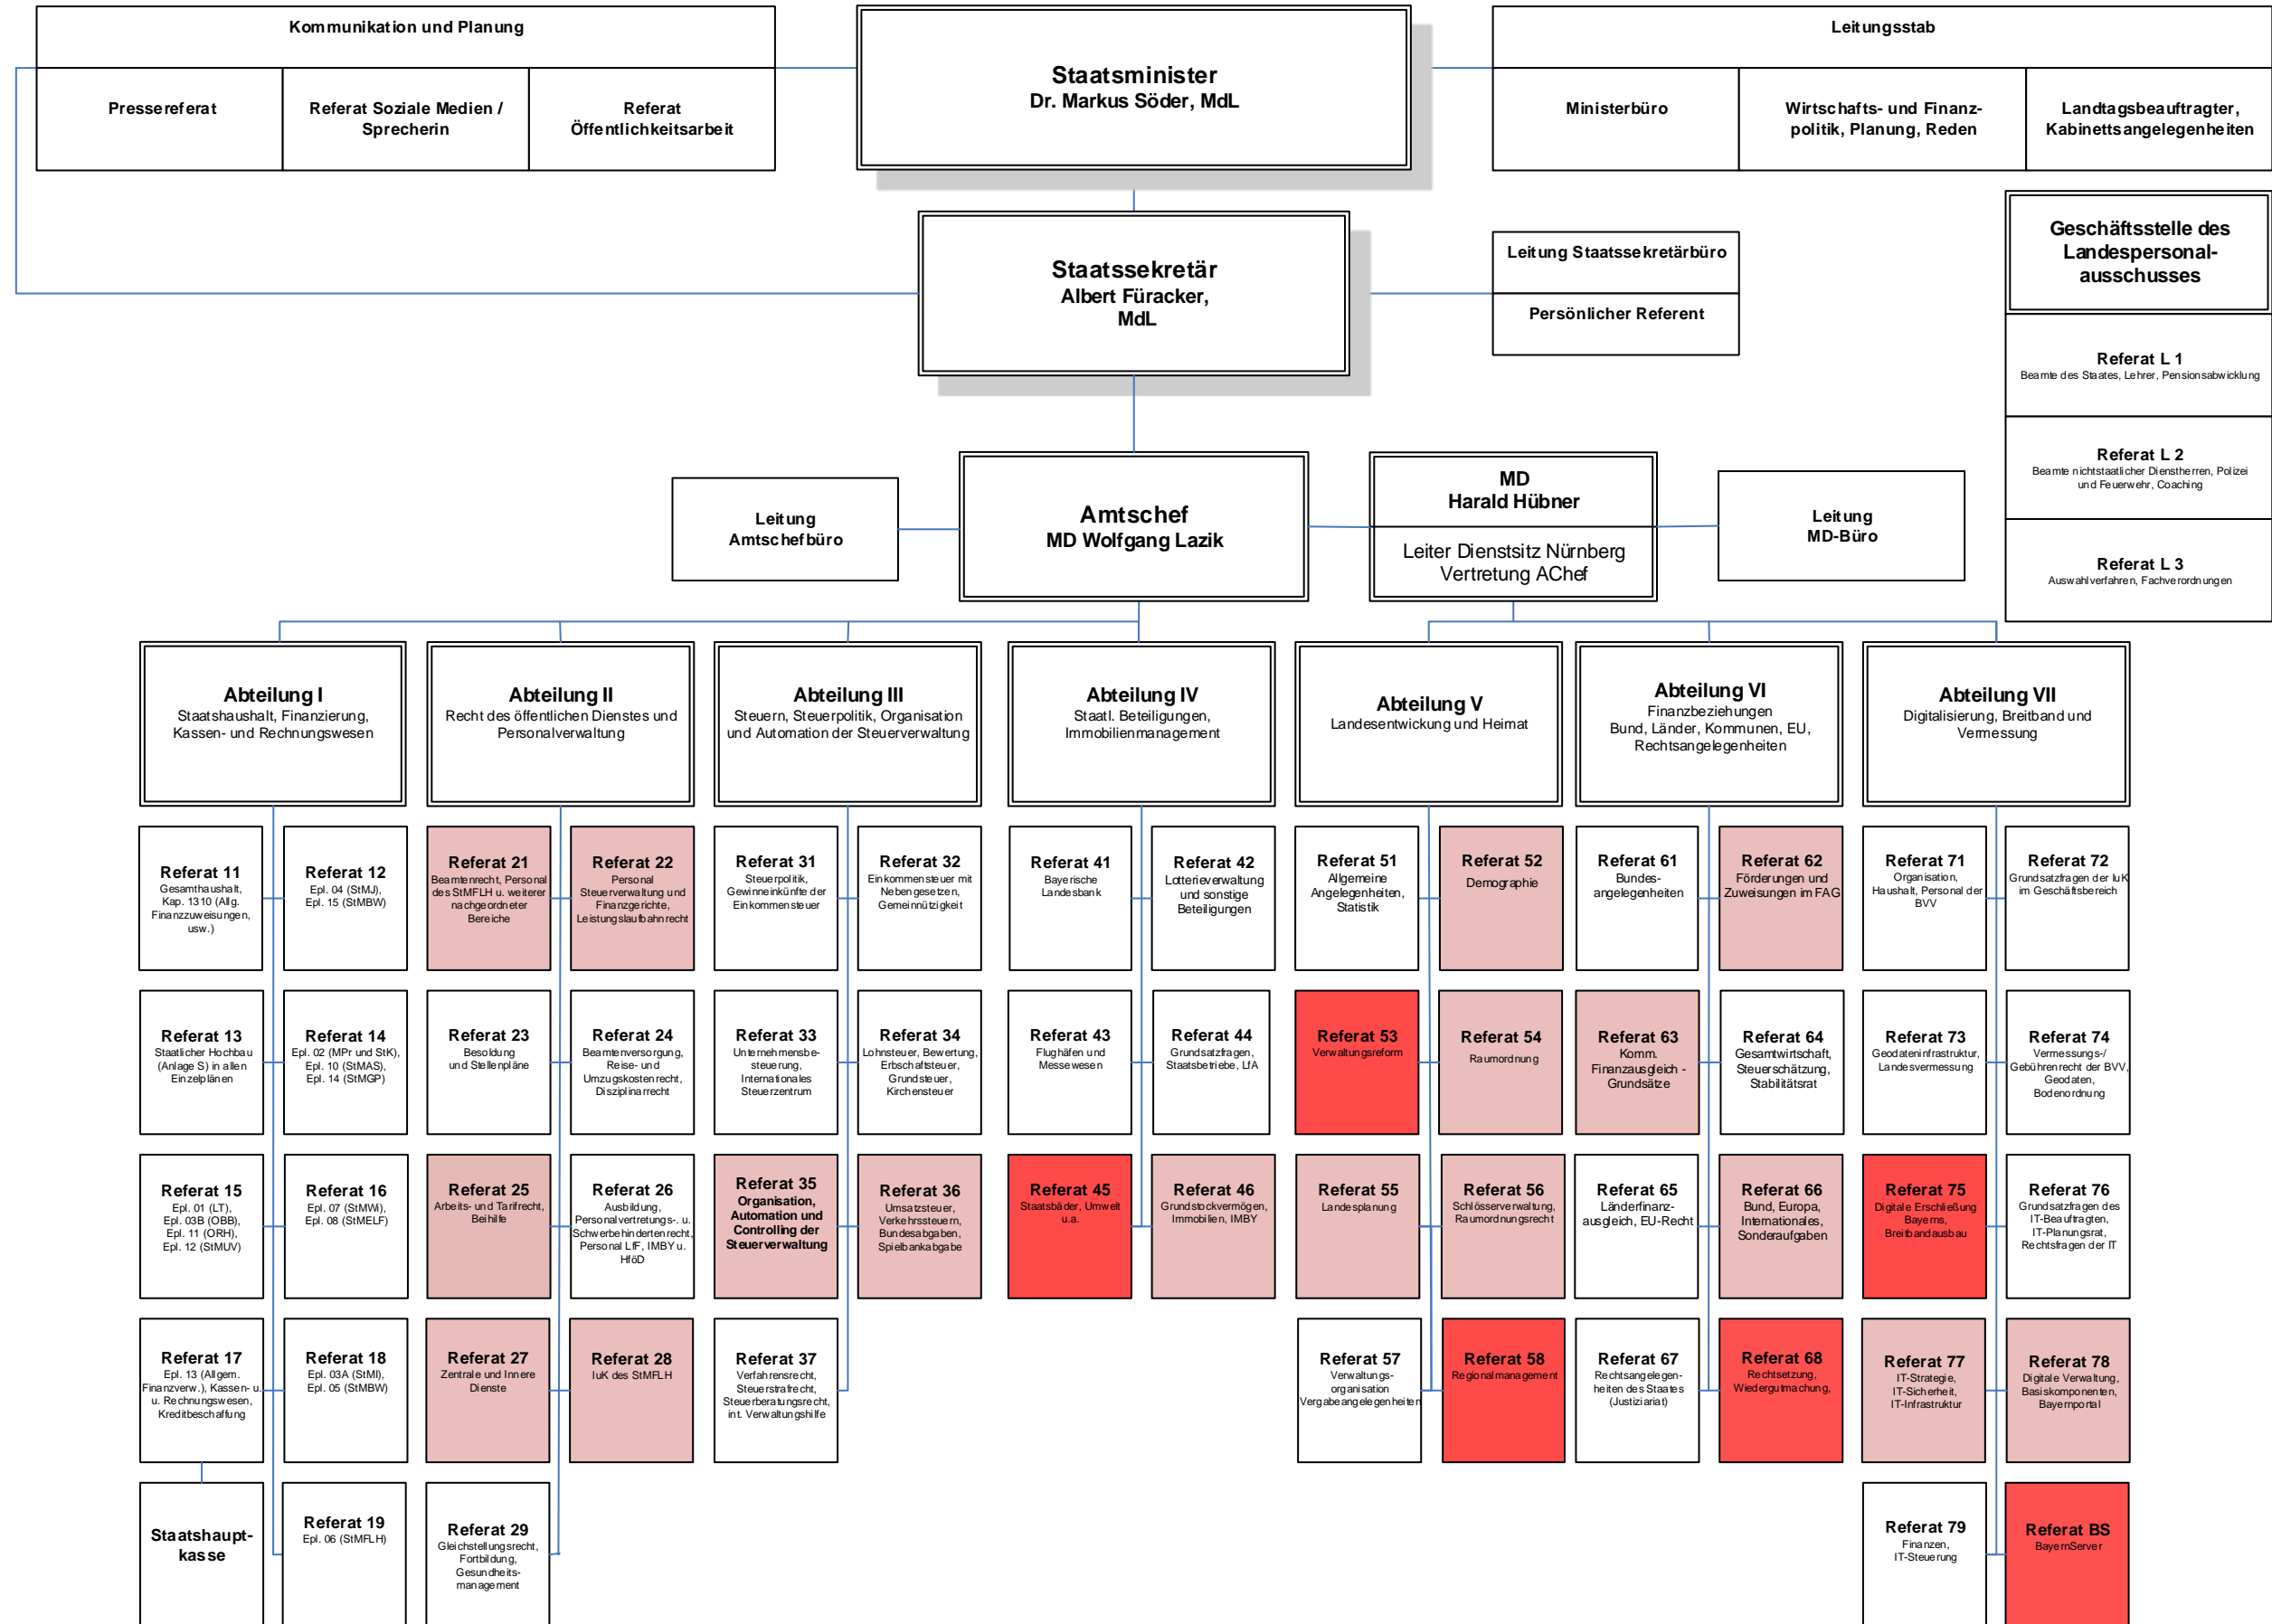 Kommunikation und Planung
Pressereferat
Referat Soziale Medien /
Sprecherin
Referat
Öffentlichkeitsarbeit
Staatsminister
Dr. Markus Söder, MdL
Leitungsstab
Ministerbüro
Wirtschafts- und Finanz-
politik, Planung, Reden
Landtagsbeauftragter,
Kabinettsangelegenheiten
Staatssekretär
Albert Füracker,
MdL
Leitung Staatssekretärbüro
Persönlicher Referent
Geschäftsstelle des
Landespersonal-
ausschusses
Referat L 1
Beamte des Staates, Lehrer, Pensionsabwicklung
Referat L 2
Beamte nichtstaatlicher Dienstherren, Polizei
und Feuerwehr, Coaching
Referat L 3
Auswahlverfahren, Fachverordnungen
Leitung
Amtschefbüro
Amtschef
MD Wolfgang Lazik
MD
Harald Hübner
Leiter Dienstsitz Nürnberg
Vertretung AChef
Leitung
MD-Büro
Abteilung I
Staatshaushalt, Finanzierung,
Kassen- und Rechnungswesen
Abteilung II
Recht des öffentlichen Dienstes und
Personalverwaltung
Abteilung III
Steuern, Steuerpolitik, Organisation
und Automation der Steuerverwaltung
Abteilung IV
Staatl. Beteiligungen,
Immobilienmanagement
Abteilung V
Landesentwickung und Heimat
Abteilung VI
Finanzbeziehungen
Bund, Länder, Kommunen, EU,
Rechtsangelegenheiten
Abteilung VII
Digitalisierung, Breitband und
Vermessung
Referat 11
Gesamthaushalt,
Kap. 1310 (Allg.
Finanzzuweisungen,
usw.)
Referat 12
Epl. 04 (StMJ),
Epl. 15 (StMBW)
Referat 21
Beamtenrecht, Personal
des StMFLH u. weiterer
nachgeordneter
Bereiche
Referat 22
Personal
Steuerverwaltung und
Finanzgerichte,
Leistungslaufbahnrecht
Referat 31
Steuerpolitik,
Gewinneinkünfte der
Einkommensteuer
Referat 32
Einkommensteuer mit
Nebengesetzen,
Gemeinnützigkeit
Referat 41
Bayerische
Landesbank
Referat 42
Lotterieverwaltung
und sonstige
Beteiligungen
Referat 51
Allgemeine
Angelegenheiten,
Statistik
Referat 52
Demographie
Referat 61
Bundes-
angelegenheiten
Referat 62
Förderungen und
Zuweisungen im FAG
Referat 71
Organisation,
Haushalt, Personal der
BVV
Referat 72
Grundsatzfragen der IuK
im Geschäftsbereich
Referat 13
Staatlicher Hochbau
(Anlage S) in allen
Einzelplänen
Referat 14
Epl. 02 (MPr und StK),
Epl. 10 (StMAS),
Epl. 14 (StMGP)
Referat 23
Besoldung
und Stellenpläne
Referat 24
Beamtenversorgung,
Reise- und
Umzugskostenrecht,
Disziplinarrecht
Referat 33
Unternehmensbe-
steuerung,
Internationales
Steuerzentrum
Referat 34
Lohnsteuer, Bewertung,
Erbschaftsteuer,
Grundsteuer,
Kirchensteuer
Referat 43
Flughäfen und
Messewesen
Referat 44
Grundsatzfragen,
Staatsbetriebe, LfA
Referat 53
Verwaltungsreform
Referat 54
Raumordnung
Referat 63
Komm.
Finanzausgleich -
Grundsätze
Referat 64
Gesamtwirtschaft,
Steuerschätzung,
Stabilitätsrat
Referat 73
Geodateninfrastruktur,
Landesvermessung
Referat 74
Vermessungs-/
Gebührenrecht der BVV,
Geodaten,
Bodenordnung
Referat 15
Epl. 01 (LT),
Epl. 03B (OBB),
Epl. 11 (ORH),
Epl. 12 (StMUV)
Referat 16
Epl. 07 (StMWi)
Epl. 08 (StMELF)
Referat 25
Arbeits- und Tarifrecht,
Beihilfe
Referat 26
Ausbildung,
Personalvertretungs-. u.
Schwerbehindertenrecht,
Personal LfF, IMBY u.
HföD
Referat 35
Organisation,
Automation und
Controlling der
Steuerverwaltung
Referat 36
Umsatzsteuer,
Verkehrssteuern,
Bundesabgaben,
Spielbankabgabe
Referat 45
Staatsbäder, Umwelt
u.a.
Referat 46
Grundstockvermögen,
Immobilien, IMBY
Referat 55
Landesplanung
Referat 56
Schlösserverwaltung,
Raumordnungsrecht
Referat 65
Länderfinanz-
ausgleich, EU-Recht
Referat 66
Bund, Europa,
Internationales,
Sonderaufgaben
Referat 75
Digitale Erschließung
Bayerns,
Breitbandausbau
Referat 76
Grundsatzfragen des
IT-Beauftragten,
IT-Planungsrat,
Rechtsfragen der IT
Referat 17
Epl. 13 (Allgem.
Finanzverw.), Kassen- u.
u. Rechnungswesen,
Kreditbeschaffung
Referat 18
Epl. 03A (StMI),
Epl. 05 (StMBW)
Referat 27
Zentrale und Innere
Dienste
Referat 28
IuK des StMFLH
Referat 37
Verfahrensrecht,
Steuerstrafrecht,
Steuerberatungsrecht,
int. Verwaltungshilfe
Referat 57
Verwaltungs-
organisation
Vergabeangelegenheiten
Referat 58
Regionalmanagement
Referat 67
Rechtsangelegen-
heiten des Staates
(Justiziariat)
Referat 68
Rechtsetzung,
Wiedergutmachung,
Referat 77
IT-Strategie,
IT-Sicherheit,
IT-Infrastruktur
Referat 78
Digitale Verwaltung,
Basiskomponenten,
Bayernportal
Staatshaupt-
kasse
Referat 19
Epl. 06 (StMFLH)
Referat 29
Gleichstellungsrecht,
Fortbildung,
Gesundheits-
management
Referat 79
Finanzen,
IT-Steuerung
Referat BS
BayernServer